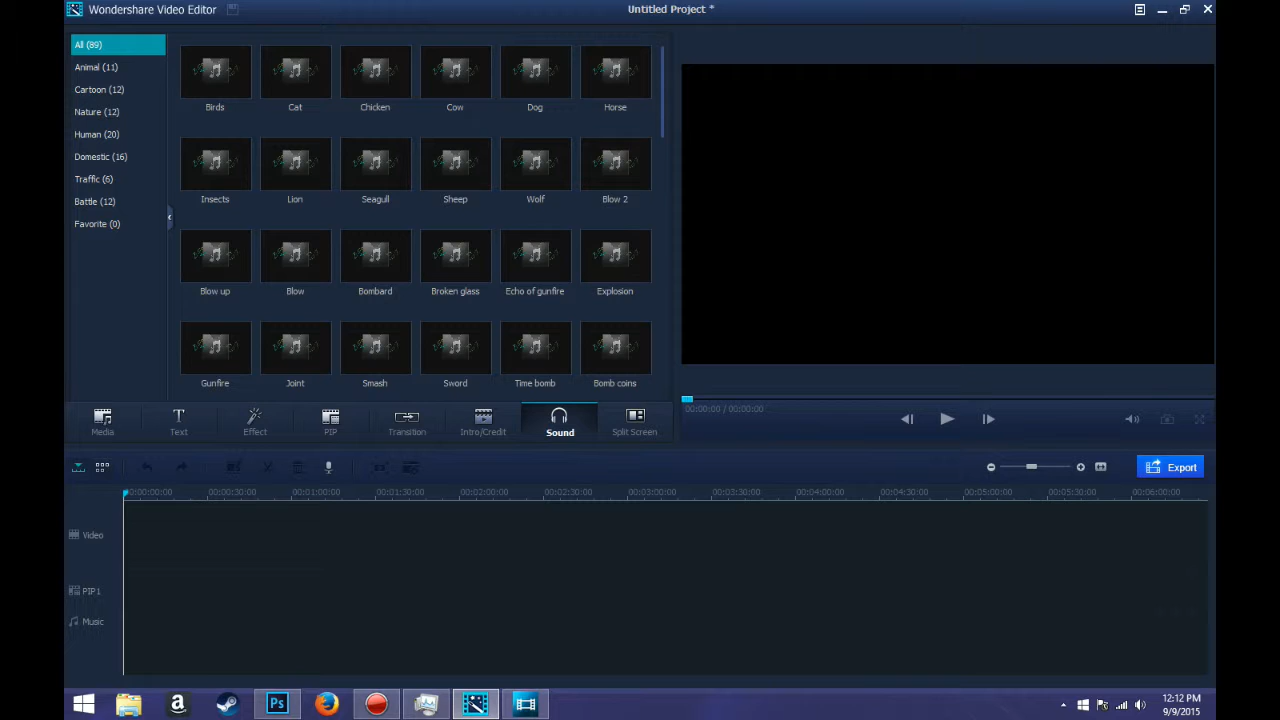 Wondershare Video Editor
Untitled Project *
All (89)
Animal (11)
Cartoon (12)
Nature (12)
Human (20)
Domestic (16)
Traffic (6)
Battle (12)
Favorite (0)
Birds
Cat
Chicken
Cow
Dog
Horse
Insects
Lion
Seagull
Sheep
Wolf
Blow 2
Blow up
Blow
Bombard
Broken glass
Echo of gunfire
Explosion
Gunfire
Joint
Smash
Sword
Time bomb
Bomb coins
00:00:00 / 00:00:00
Media
Text
Effect
PIP
Transition
Intro/Credit
Sound
Split Screen
Export
00:00:00:00
00:00:30:00
00:01:00:00
00:01:30:00
00:02:00:00
00:02:30:00
00:03:00:00
00:03:30:00
00:04:00:00
00:04:30:00
00:05:00:00
00:05:30:00
00:06:00:00
Video
PIP1
Music
a
Ps
12:12 PM
9/9/2015